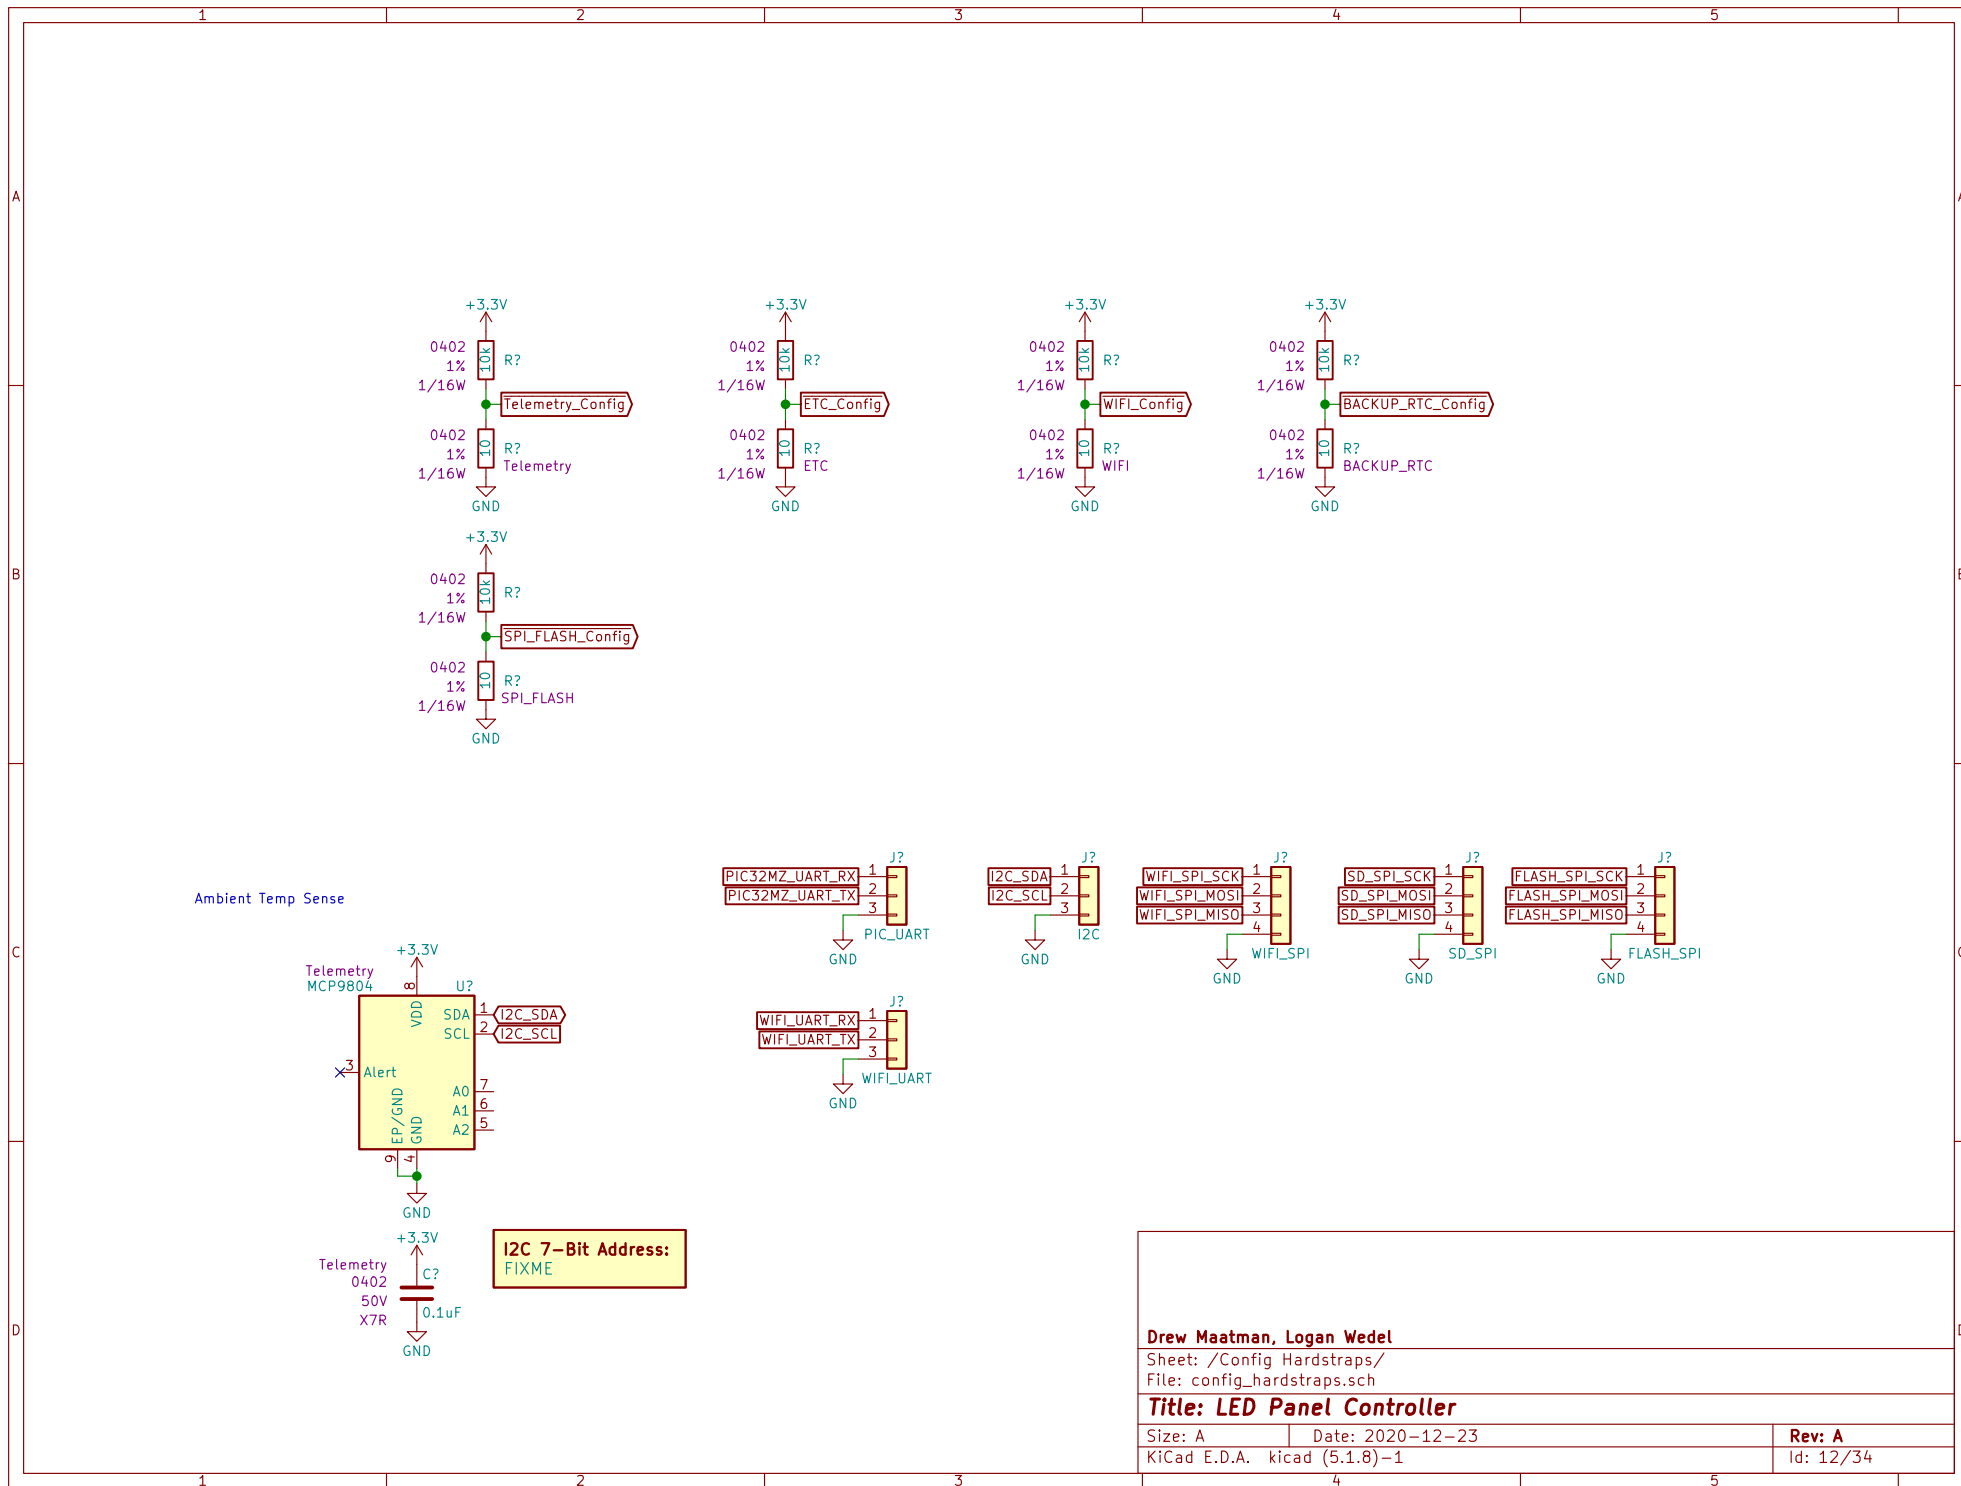 1 2 3 4 5
A
+3.3V +3.3V +3.3V +3.3V
0402 0402 0402 0402
1% 10k R? 1% 10k R? 1% 10k R? 1% 10k R?
1/16W 1/16W 1/16W 1/16W
Telemetry_Config ETC_Config WIFI_Config BACKUP_RTC_Config
0402 0402 0402 0402
1% 10 R? 1% 10 R? 1% 10 R? 1% 10 R?
1/16W Telemetry 1/16W ETC 1/16W WIFI 1/16W BACKUP_RTC
GND GND GND GND
+3.3V
B
0402
1% 10k R?
1/16W
SPI_FLASH_Config
0402
1% 10 R?
1/16W SPI_FLASH
GND
J? J? J? J? J?
PIC32MZ_UART_RX 1 I2C_SDA 1 WIFI_SPI_SCK 1 SD_SPI_SCK 1 FLASH_SPI_SCK 1
PIC32MZ_UART_TX 2 I2C_SCL 2 WIFI_SPI_MOSI 2 SD_SPI_MOSI 2 FLASH_SPI_MOSI 2
3 3 WIFI_SPI_MISO 3 SD_SPI_MISO 3 FLASH_SPI_MISO 3
PIC_UART I2C 4 4 4
GND GND WIFI_SPI SD_SPI FLASH_SPI
GND GND GND
Ambient Temp Sense
C
+3.3V
Telemetry
MCP9804 8 U?
VDD SDA 1 I2C_SDA
SCL 2 I2C_SCL
3 Alert
A0 7
A1 6
A2 5
EP/GND GND
9 4
GND
J?
WIFI_UART_RX 1
WIFI_UART_TX 2
3
WIFI_UART
GND
+3.3V
Telemetry
0402 C?
50V
X7R 0.1uF
GND
I2C 7-Bit Address:
FIXME
D
Drew Maatman, Logan Wedel
Sheet: /Config Hardstraps/
File: config_hardstraps.sch
Title: LED Panel Controller
Size: A Date: 2020-12-23 Rev: A
KiCad E.D.A. kicad (5.1.8)-1 Id: 12/34
1 2 3 4 5